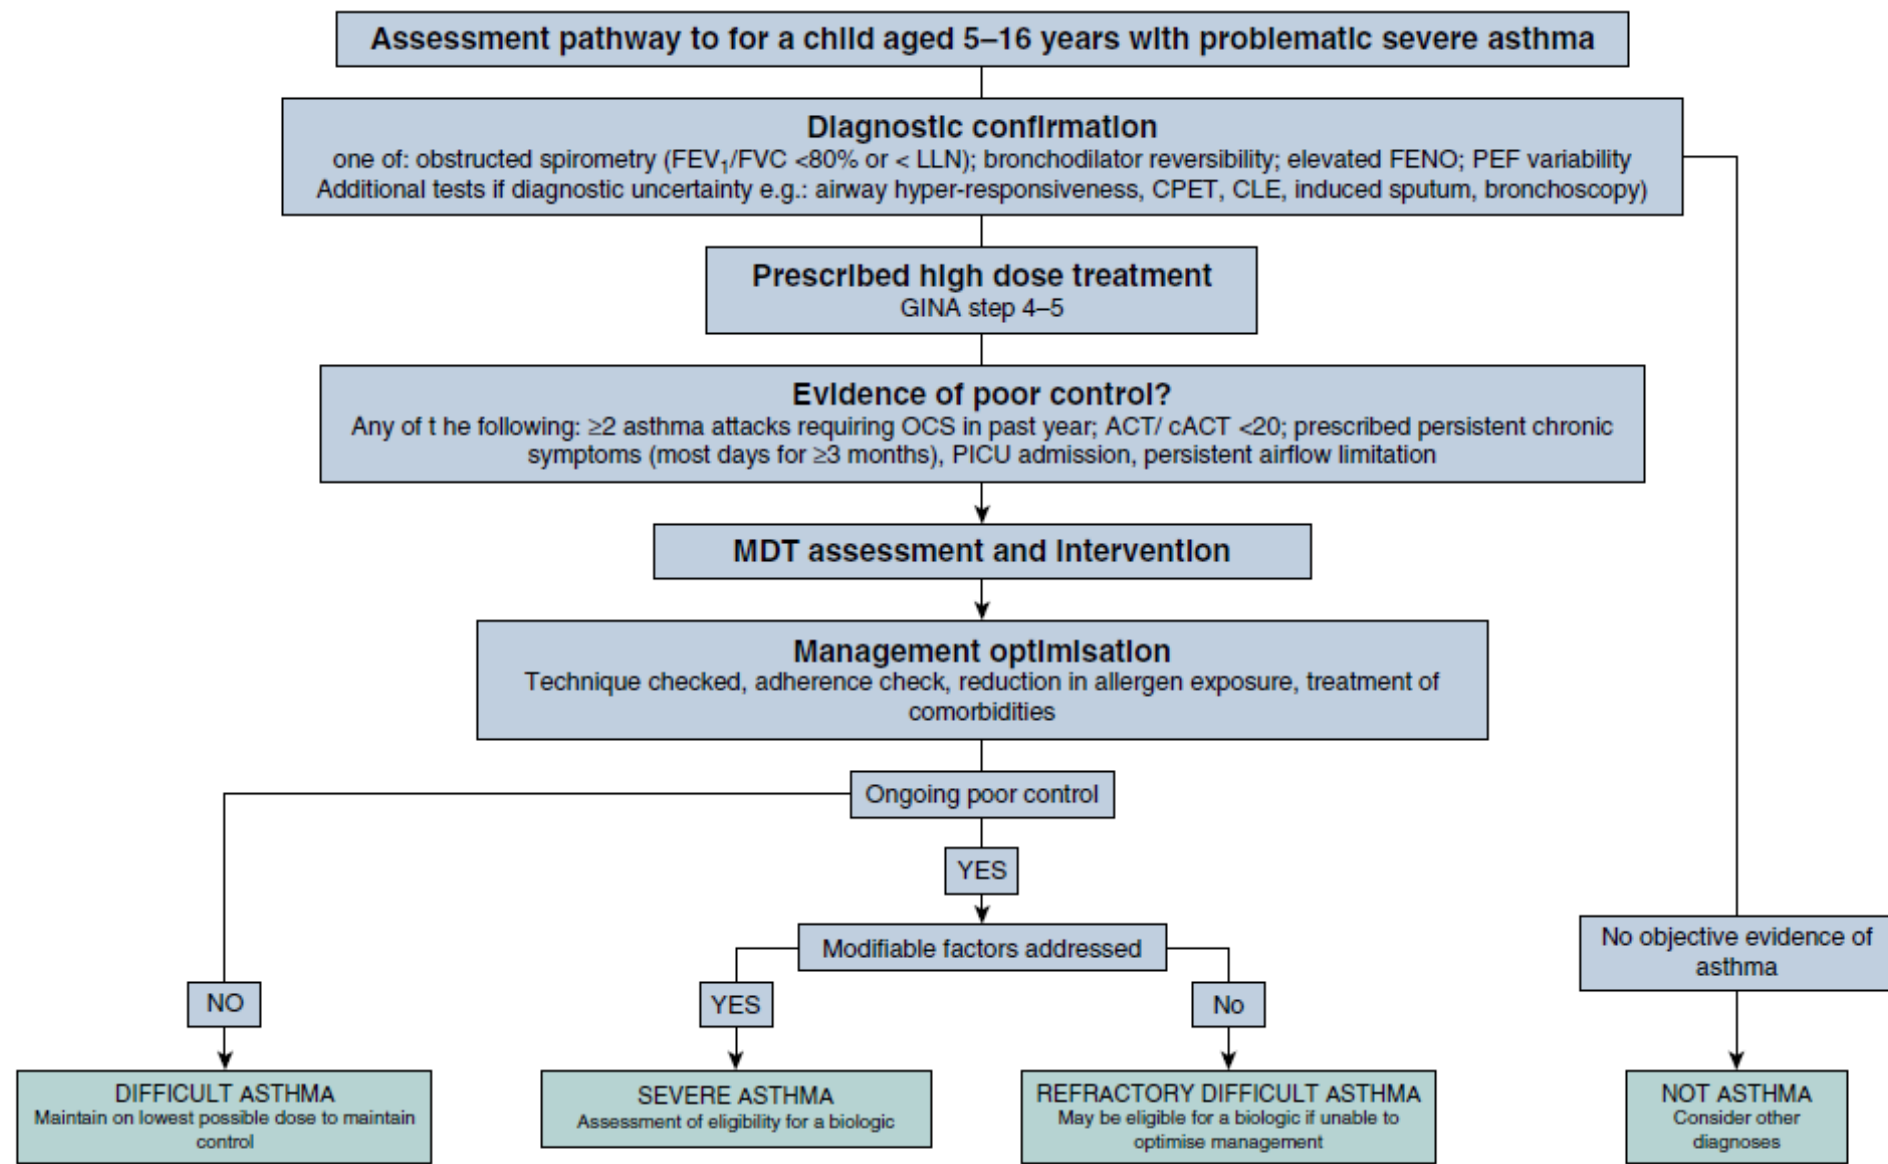 Assessment pathway to for a child aged 5–16 years with problematic severe asthma
Diagnostic confirmation
one of: obstructed spirometry (FEV₁/FVC <80% or < LLN); bronchodilator reversibility; elevated FENO; PEF variability
Additional tests if diagnostic uncertainty e.g.: airway hyper-responsiveness, CPET, CLE, induced sputum, bronchoscopy)
Prescribed high dose treatment
GINA step 4–5
Evidence of poor control?
Any of t he following: ≥2 asthma attacks requiring OCS in past year; ACT/ cACT <20; prescribed persistent chronic
symptoms (most days for ≥3 months), PICU admission, persistent airflow limitation
MDT assessment and intervention
Management optimisation
Technique checked, adherence check, reduction in allergen exposure, treatment of
comorbidities
Ongoing poor control
YES
Modifiable factors addressed
No objective evidence of
asthma
NO
YES
No
DIFFICULT ASTHMA
Maintain on lowest possible dose to maintain
control
SEVERE ASTHMA
Assessment of eligibility for a biologic
REFRACTORY DIFFICULT ASTHMA
May be eligible for a biologic if unable to
optimise management
NOT ASTHMA
Consider other
diagnoses